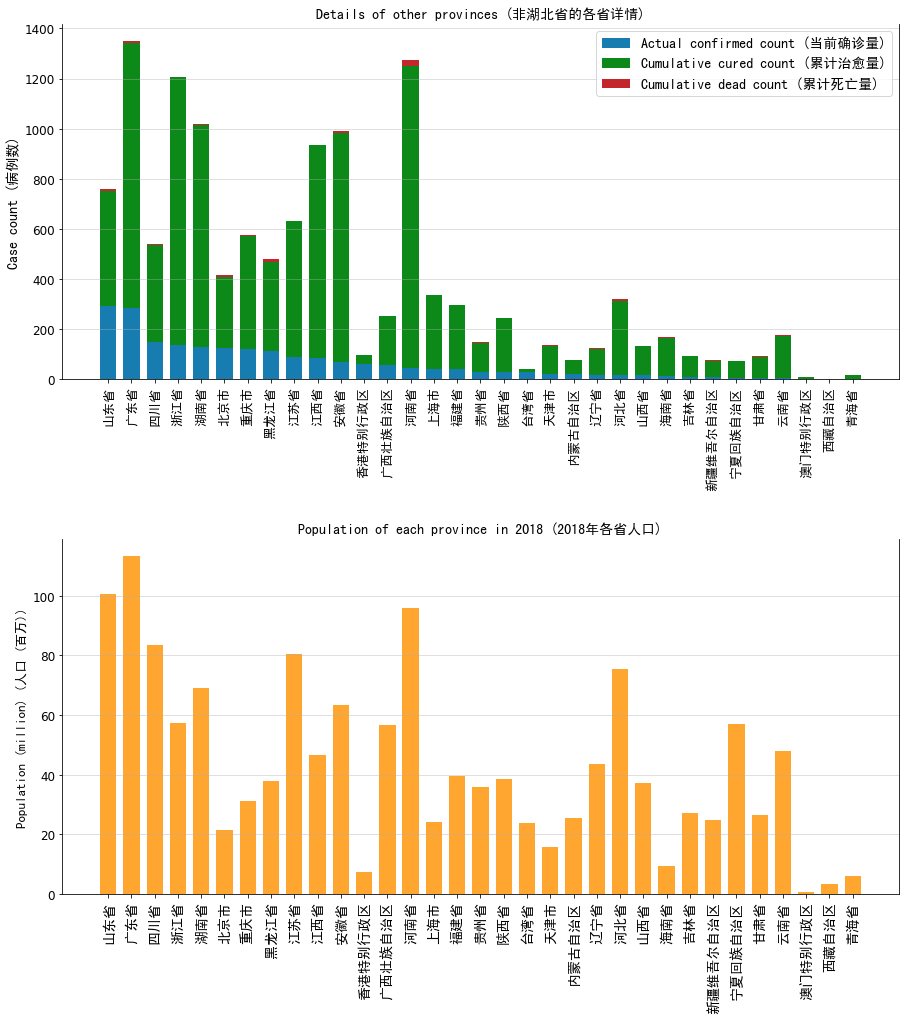 Details of other provinces (非湖北省的各省详情)
Case count (病例数)
1400
1200
1000
800
600
400
200
0
Actual confirmed count (当前确诊量)
Cumulative cured count (累计治愈量)
Cumulative dead count (累计死亡量)
山东省
广东省
四川省
浙江省
湖南省
北京市
重庆市
黑龙江省
江苏省
江西省
安徽省
香港特别行政区
广西壮族自治区
河南省
上海市
福建省
贵州省
陕西省
台湾省
天津市
内蒙古自治区
辽宁省
河北省
山西省
海南省
吉林省
新疆维吾尔自治区
宁夏回族自治区
甘肃省
云南省
澳门特别行政区
西藏自治区
青海省
Population of each province in 2018 (2018年各省人口)
Population (million) (人口 (百万))
100
80
60
40
20
0
山东省
广东省
四川省
浙江省
湖南省
北京市
重庆市
黑龙江省
江苏省
江西省
安徽省
香港特别行政区
广西壮族自治区
河南省
上海市
福建省
贵州省
陕西省
台湾省
天津市
内蒙古自治区
辽宁省
河北省
山西省
海南省
吉林省
新疆维吾尔自治区
宁夏回族自治区
甘肃省
云南省
澳门特别行政区
西藏自治区
青海省